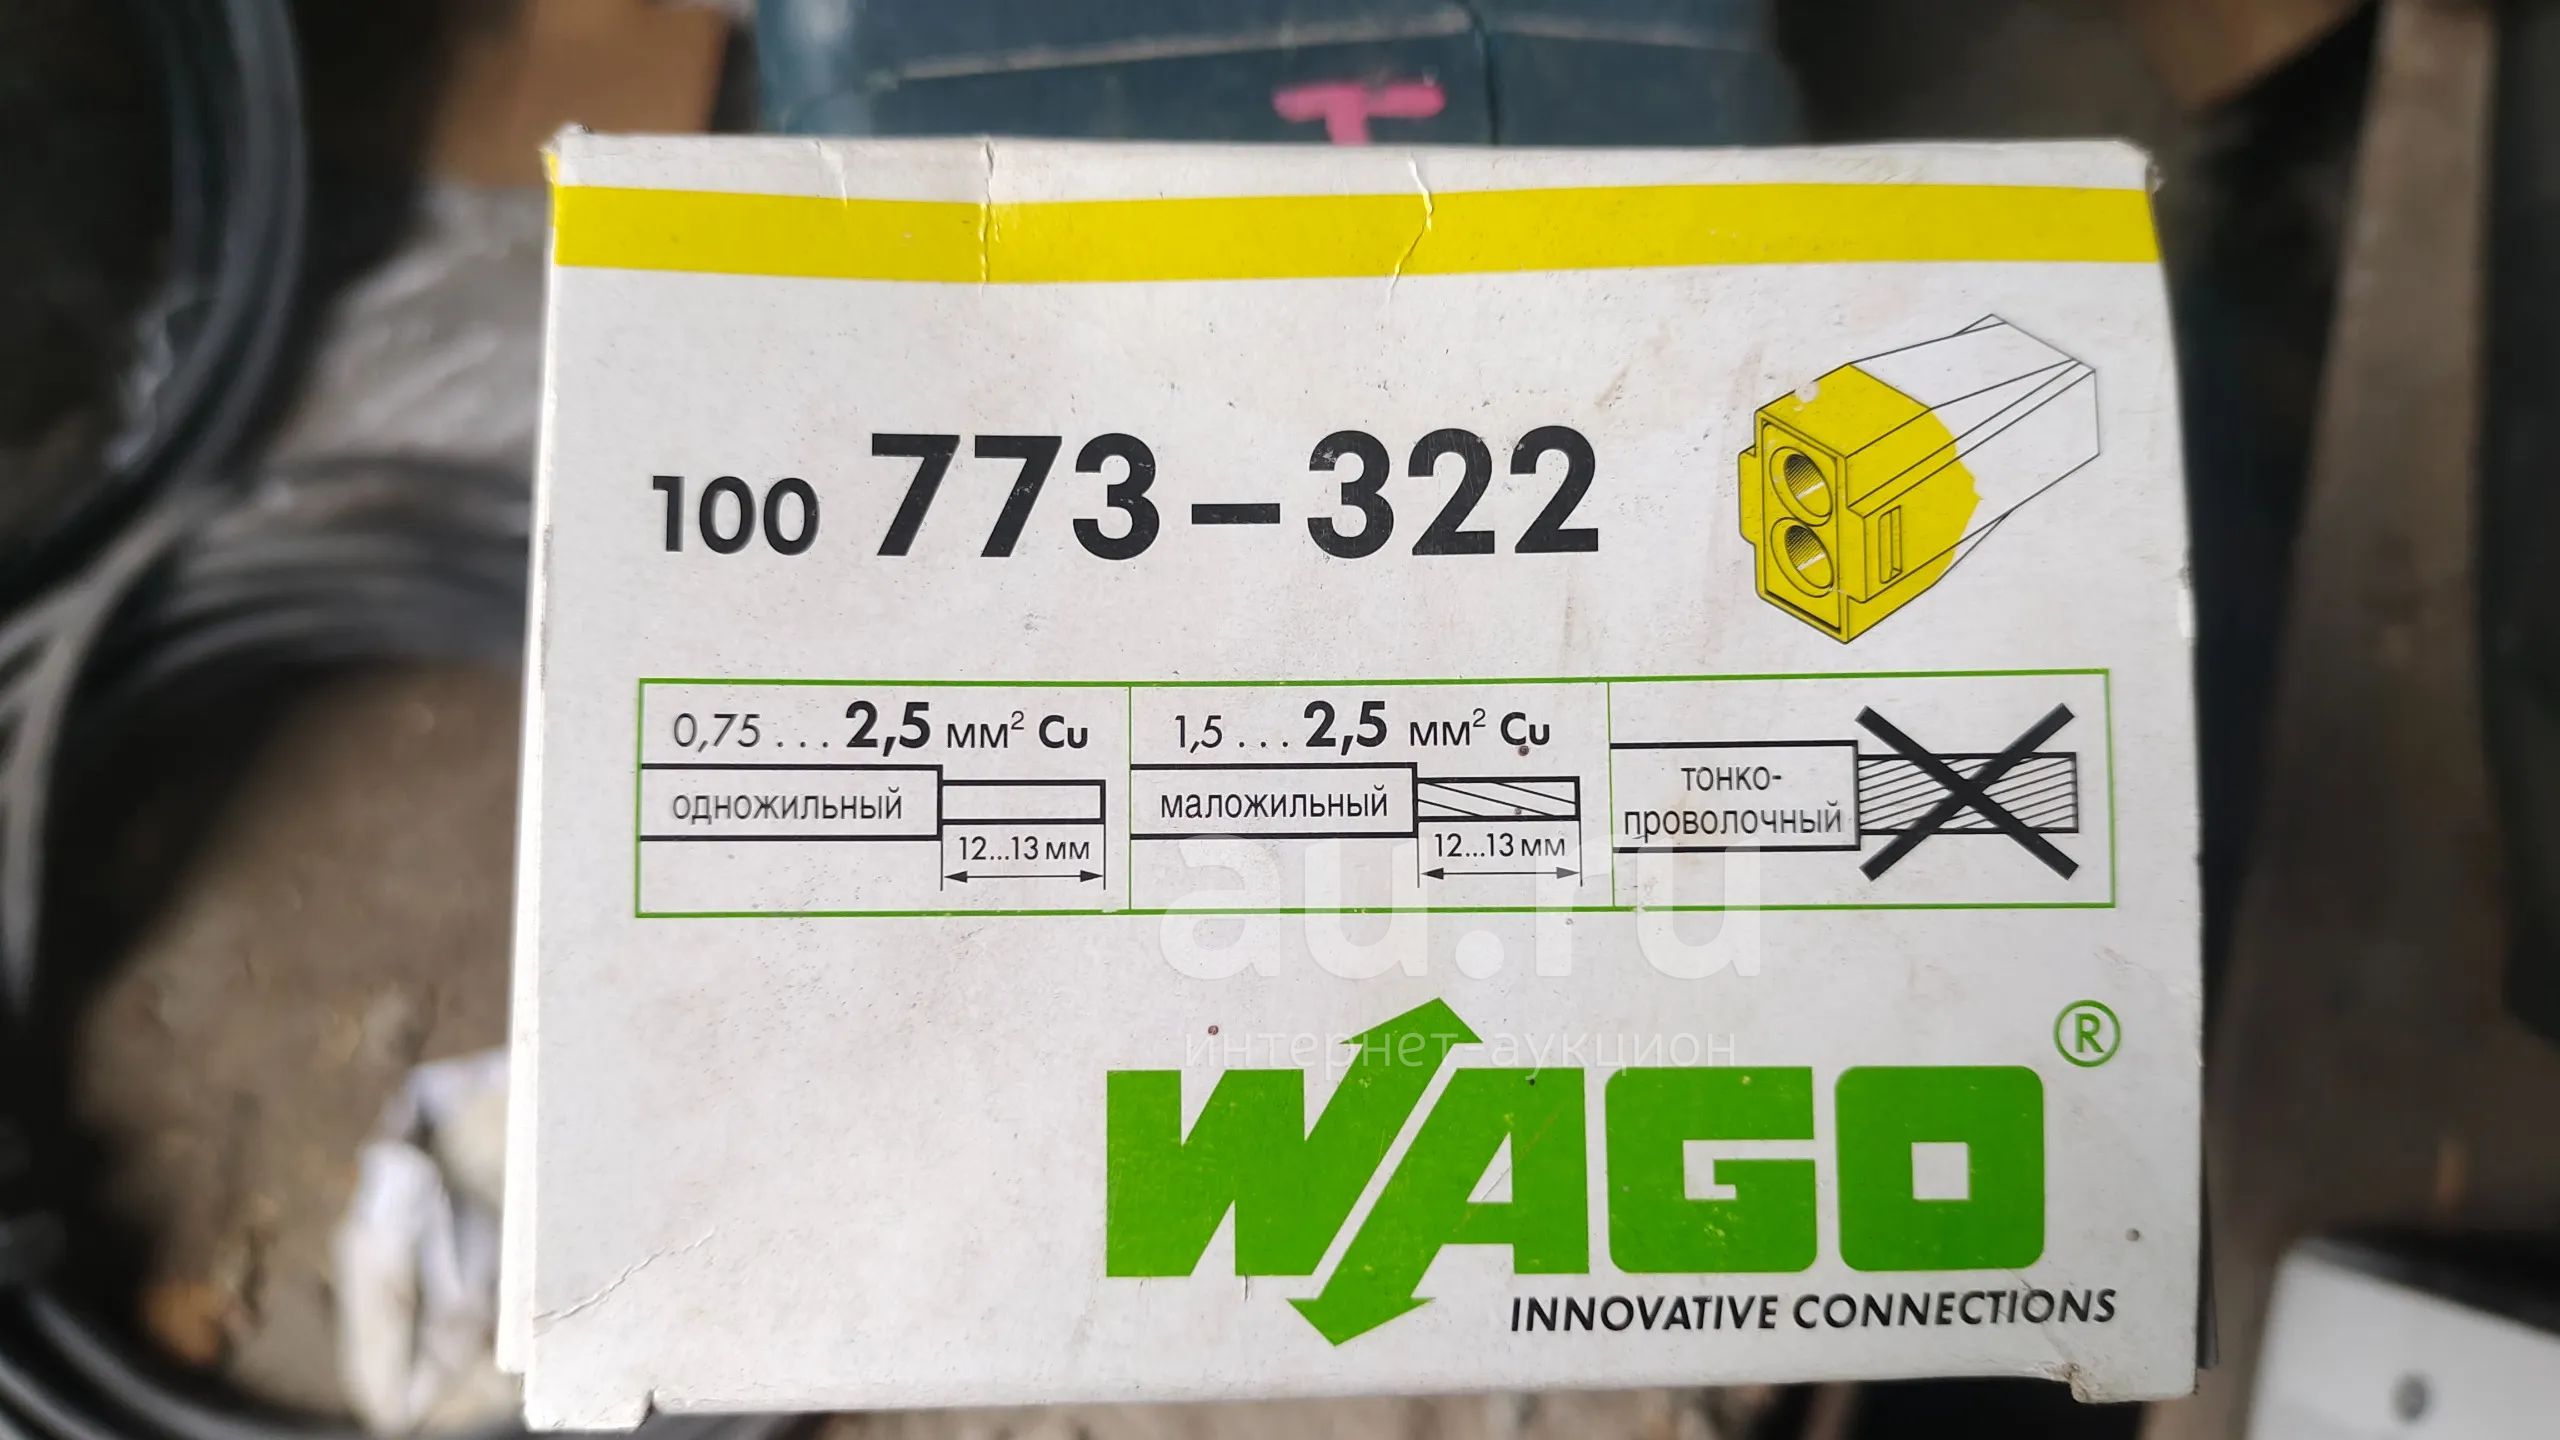 T
100 773-322
0,75 ... 2,5 мм² Cu
одножильный
12...13 мм
1,5 ... 2,5 мм² Cu
маложильный
12...13 мм
тонко-
проволочный
au.ru
интернет-аукцион
WAGO®
INNOVATIVE CONNECTIONS